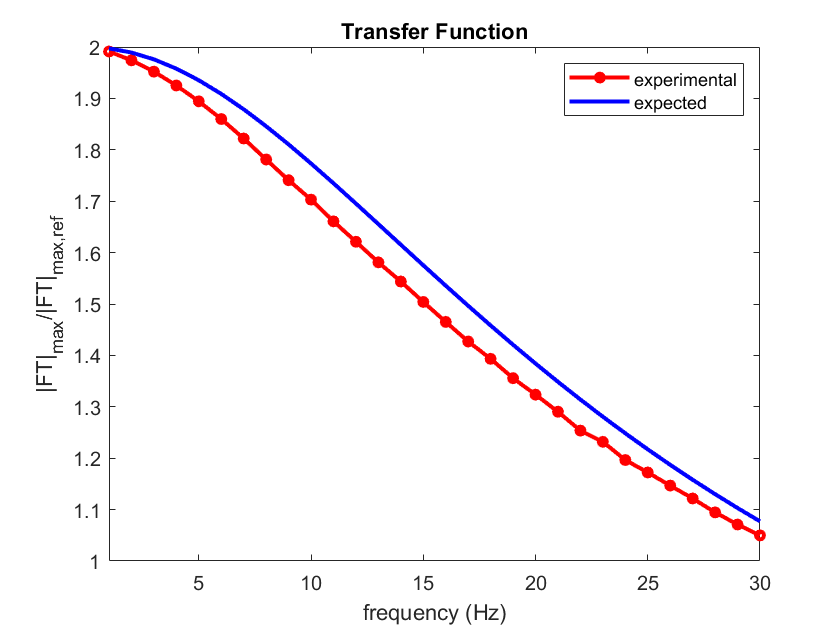 Transfer Function
experimental
expected
|FT|max/|FT|max,ref
2
1.9
1.8
1.7
1.6
1.5
1.4
1.3
1.2
1.1
1
5 10 15 20 25 30
frequency (Hz)